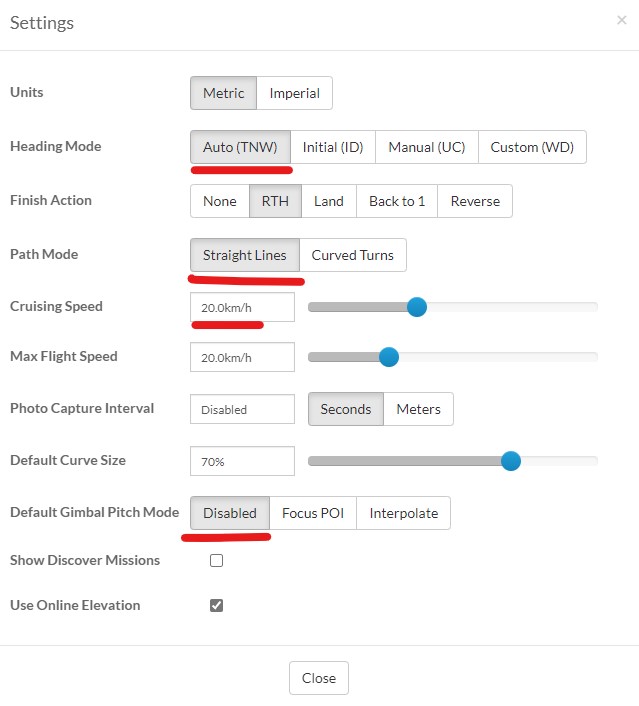 Settings ×
Units Metric Imperial
Heading Mode Auto (TNW) Initial (ID) Manual (UC) Custom (WD)
Finish Action None RTH Land Back to 1 Reverse
Path Mode Straight Lines Curved Turns
Cruising Speed 20.0km/h
Max Flight Speed 20.0km/h
Photo Capture Interval Disabled Seconds Meters
Default Curve Size 70%
Default Gimbal Pitch Mode Disabled Focus POI Interpolate
Show Discover Missions
Use Online Elevation
Close